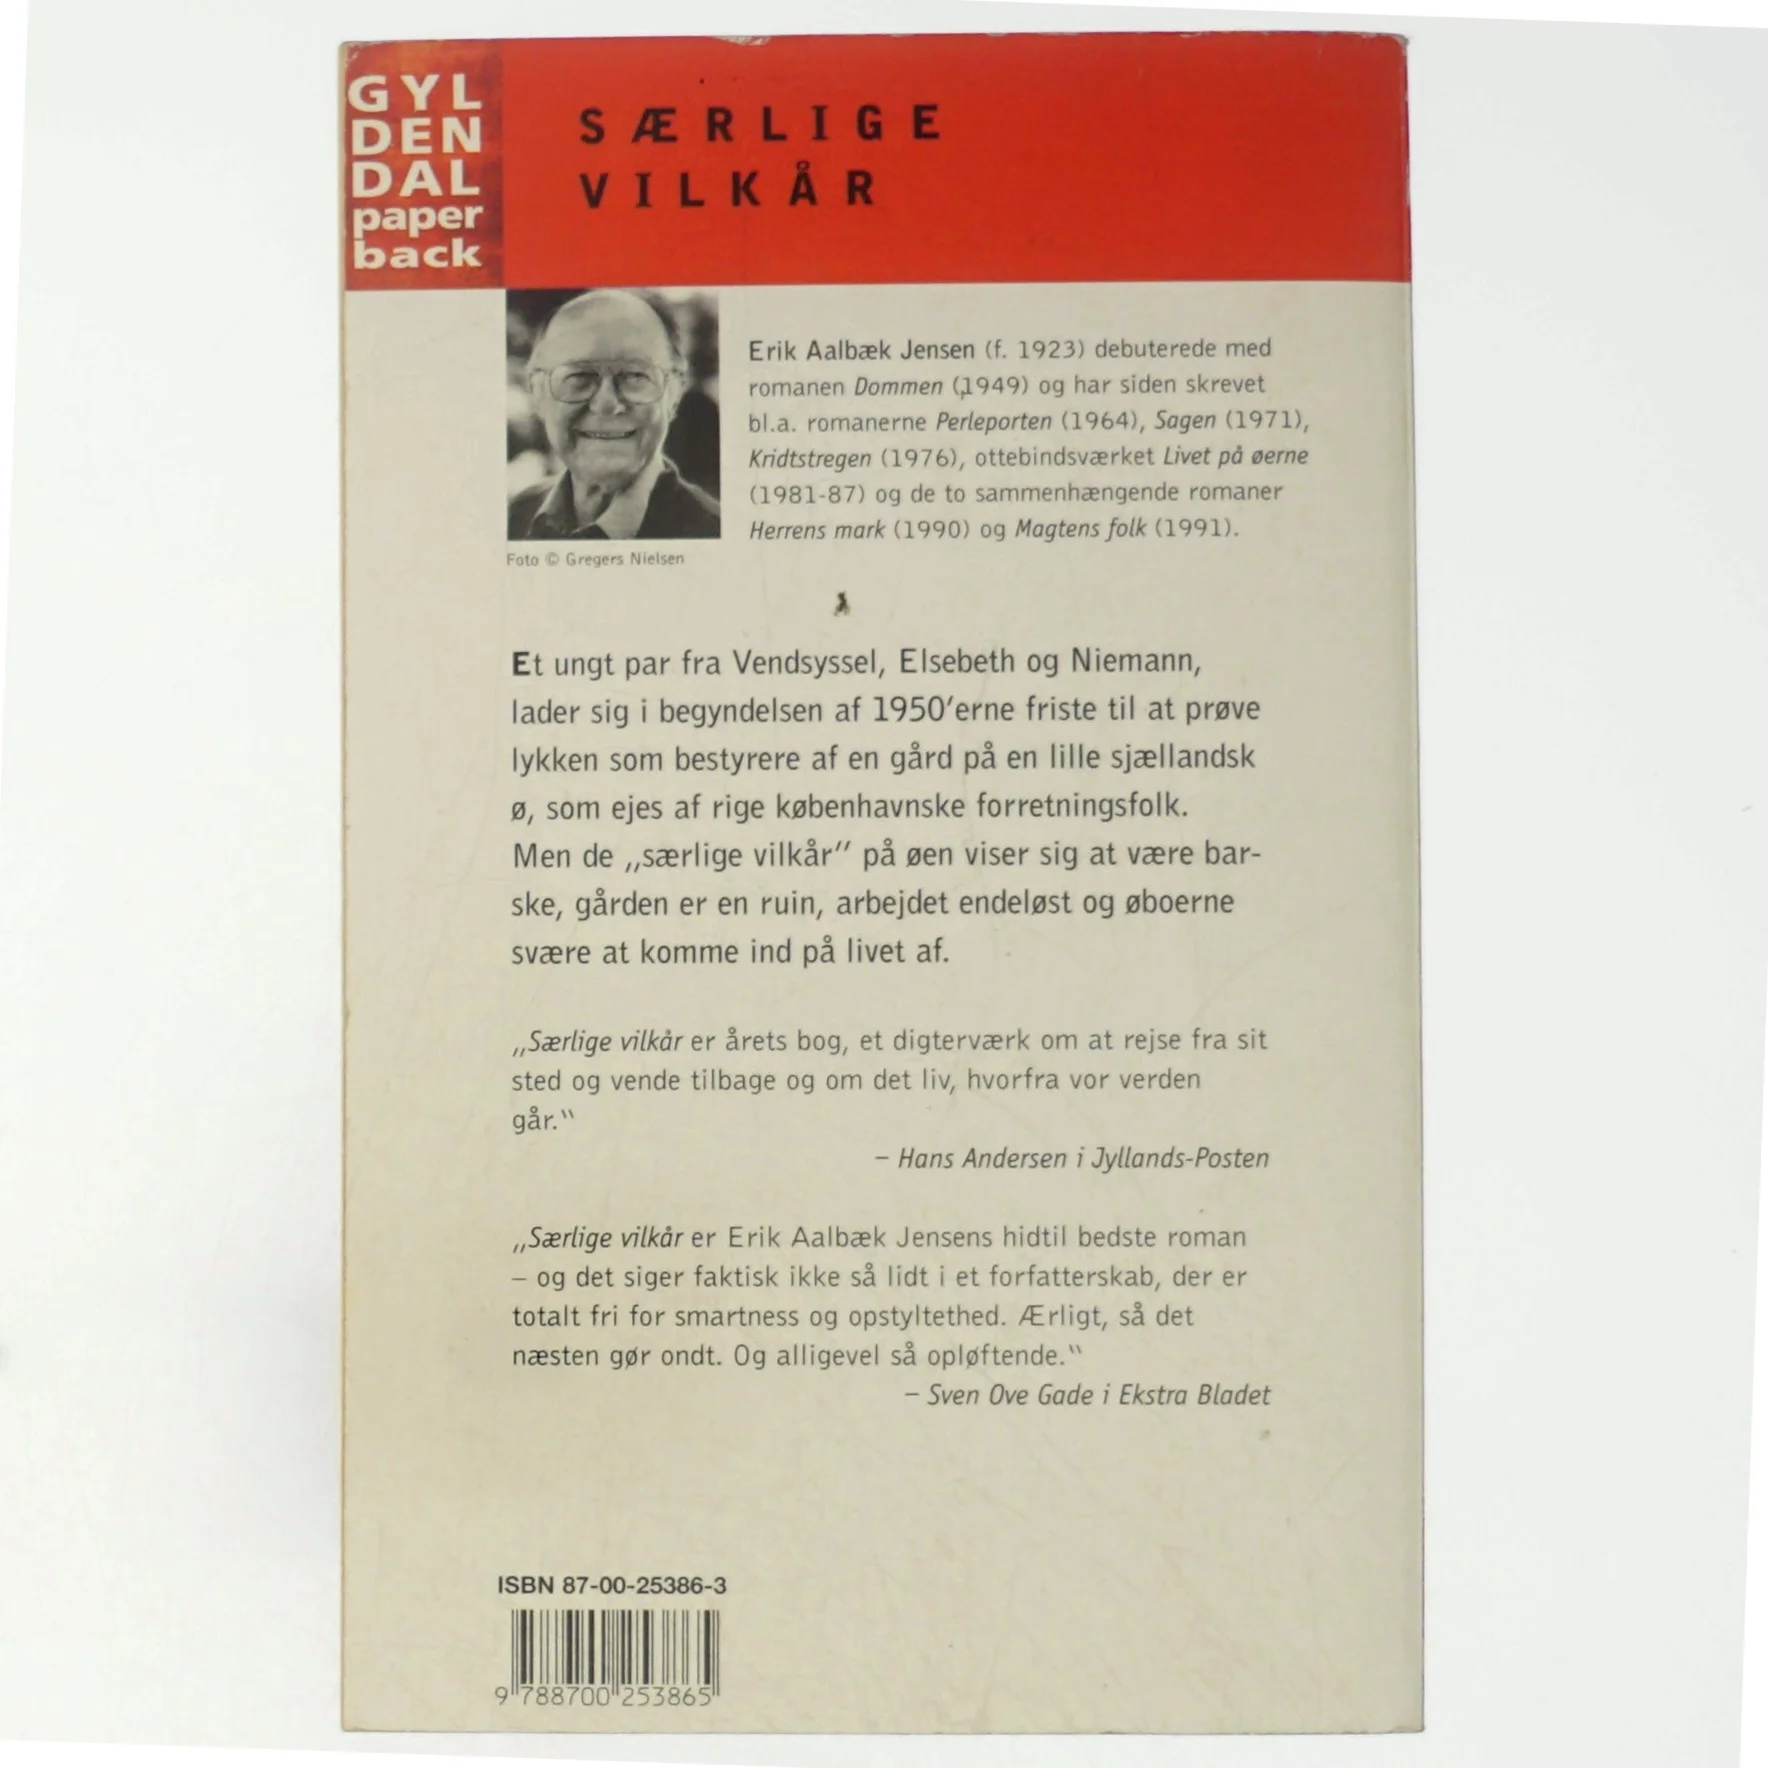 GYL
DEN
DAL
paper
back
SÆRLIGE
VILKÅR
Erik Aalbæk Jensen (f. 1923) debuterede med
romanen Dommen (1949) og har siden skrevet
bl.a. romanerne Perleporten (1964), Sagen (1971),
Kridtstregen (1976), ottebindsværket Livet på øerne
(1981-87) og de to sammenhængende romaner
Herrens mark (1990) og Magtens folk (1991).
Foto © Gregers Nielsen
Et ungt par fra Vendsyssel, Elsebeth og Niemann,
lader sig i begyndelsen af 1950'erne friste til at prøve
lykken som bestyrere af en gård på en lille sjællandsk
ø, som ejes af rige københavnske forretningsfolk.
Men de „særlige vilkår" på øen viser sig at være bar-
ske, gården er en ruin, arbejdet endeløst og øboerne
svære at komme ind på livet af.
„Særlige vilkår er årets bog, et digterværk om at rejse fra sit
sted og vende tilbage og om det liv, hvorfra vor verden
går."
– Hans Andersen i Jyllands-Posten
„Særlige vilkår er Erik Aalbæk Jensens hidtil bedste roman
– og det siger faktisk ikke så lidt i et forfatterskab, der er
totalt fri for smartness og opstyltethed. Ærligt, så det
næsten gør ondt. Og alligevel så opløftende."
– Sven Ove Gade i Ekstra Bladet
ISBN 87-00-25386-3
9 788700 253865